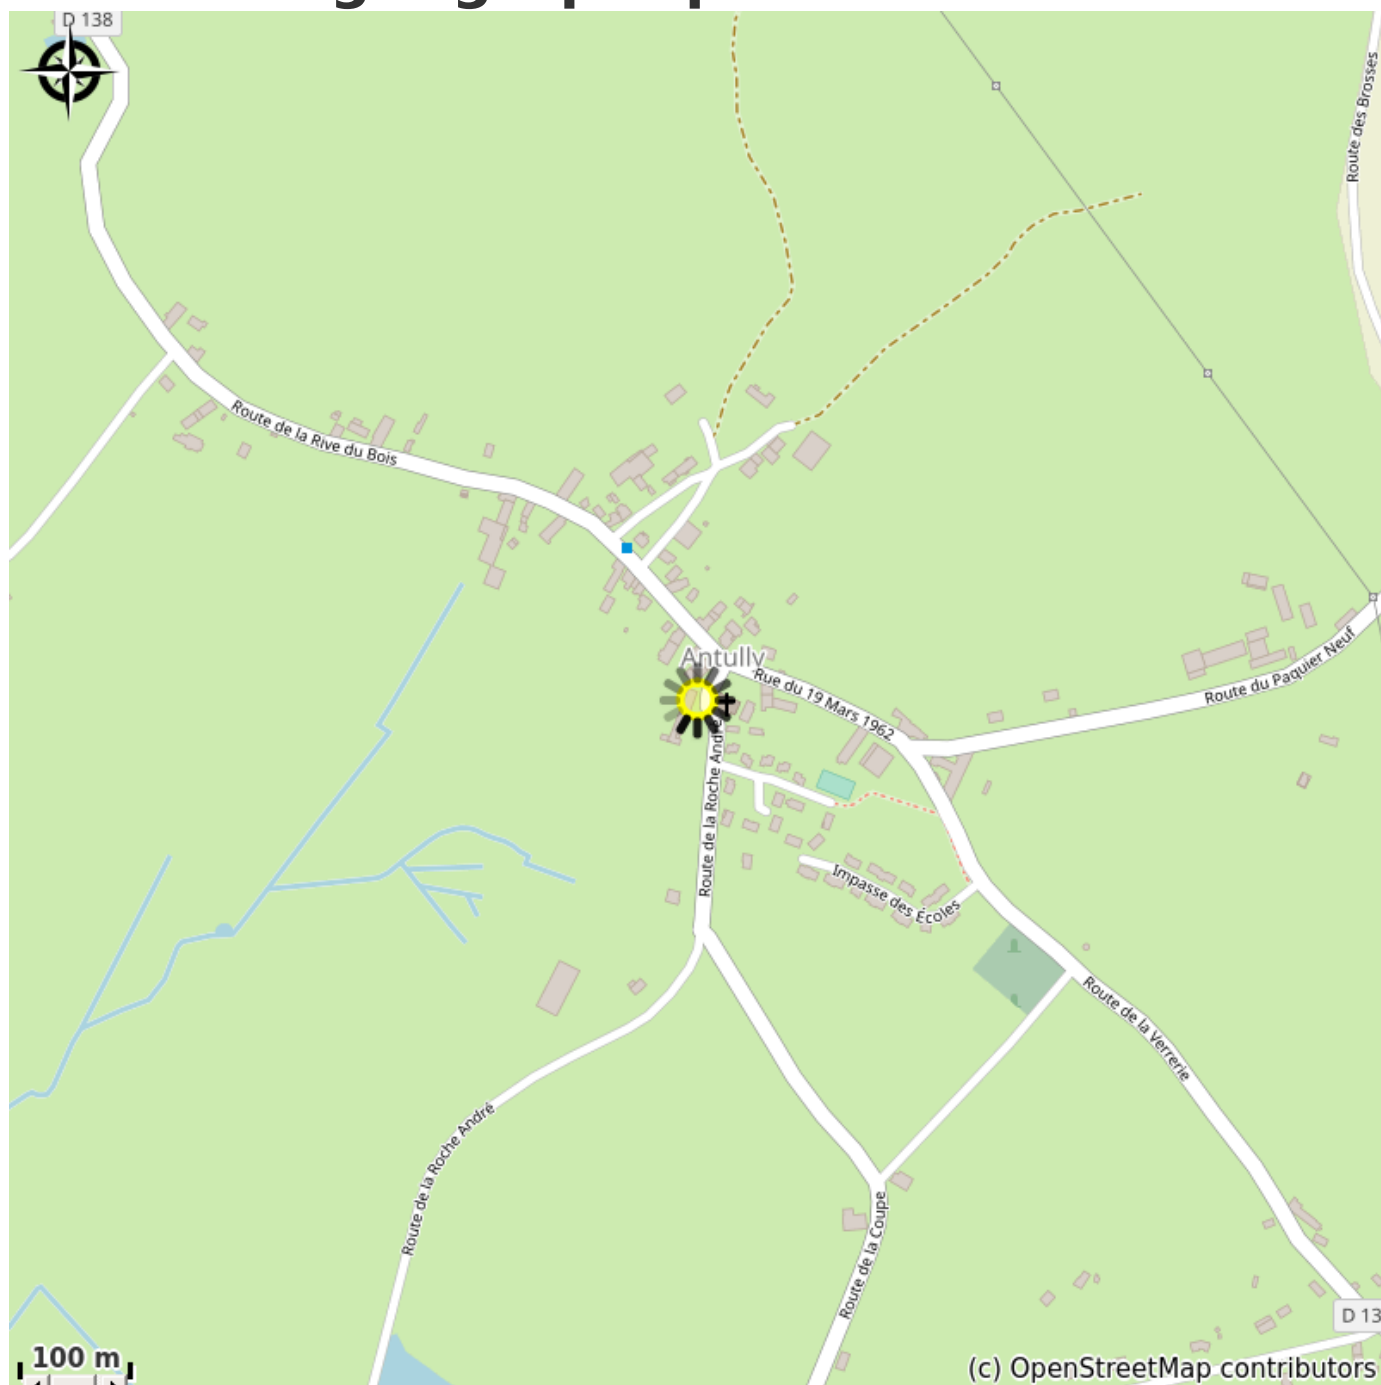 D 138
Route des Brosses
Route de la Rive du Bois
Antully
Rue du 19 Mars 1962
Route du Paquier Neuf
Route de la Roche André
Impasse des Écoles
Route de la Verrerie
Route de la Roche André
Route de la Coupe
D 13
100 m
(c) OpenStreetMap contributors